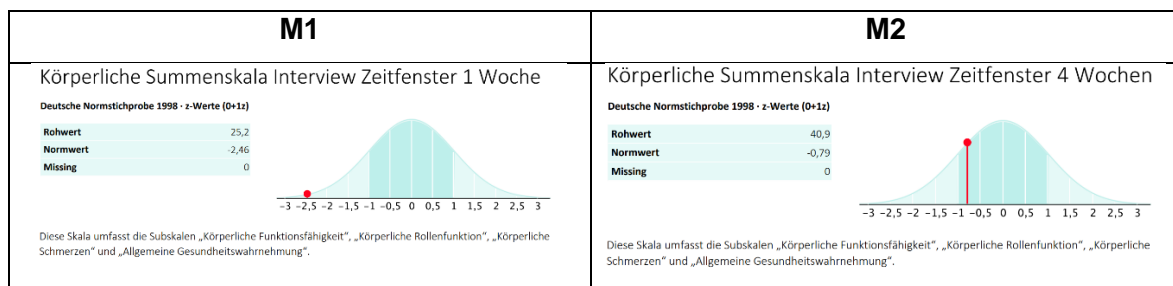 M1
Körperliche Summenskala Interview Zeitfenster 1 Woche
Deutsche Normstichprobe 1998 · z-Werte (0+1z)
Rohwert 25,2
Normwert -2,46
Missing 0
−3 −2,5 −2 −1,5 −1 −0,5 0 0,5 1 1,5 2 2,5 3
Diese Skala umfasst die Subskalen „Körperliche Funktionsfähigkeit“, „Körperliche Rollenfunktion“, „Körperliche
Schmerzen“ und „Allgemeine Gesundheitswahrnehmung“.
M2
Körperliche Summenskala Interview Zeitfenster 4 Wochen
Deutsche Normstichprobe 1998 · z-Werte (0+1z)
Rohwert 40,9
Normwert -0,79
Missing 0
−3 −2,5 −2 −1,5 −1 −0,5 0 0,5 1 1,5 2 2,5 3
Diese Skala umfasst die Subskalen „Körperliche Funktionsfähigkeit“, „Körperliche Rollenfunktion“, „Körperliche
Schmerzen“ und „Allgemeine Gesundheitswahrnehmung“.